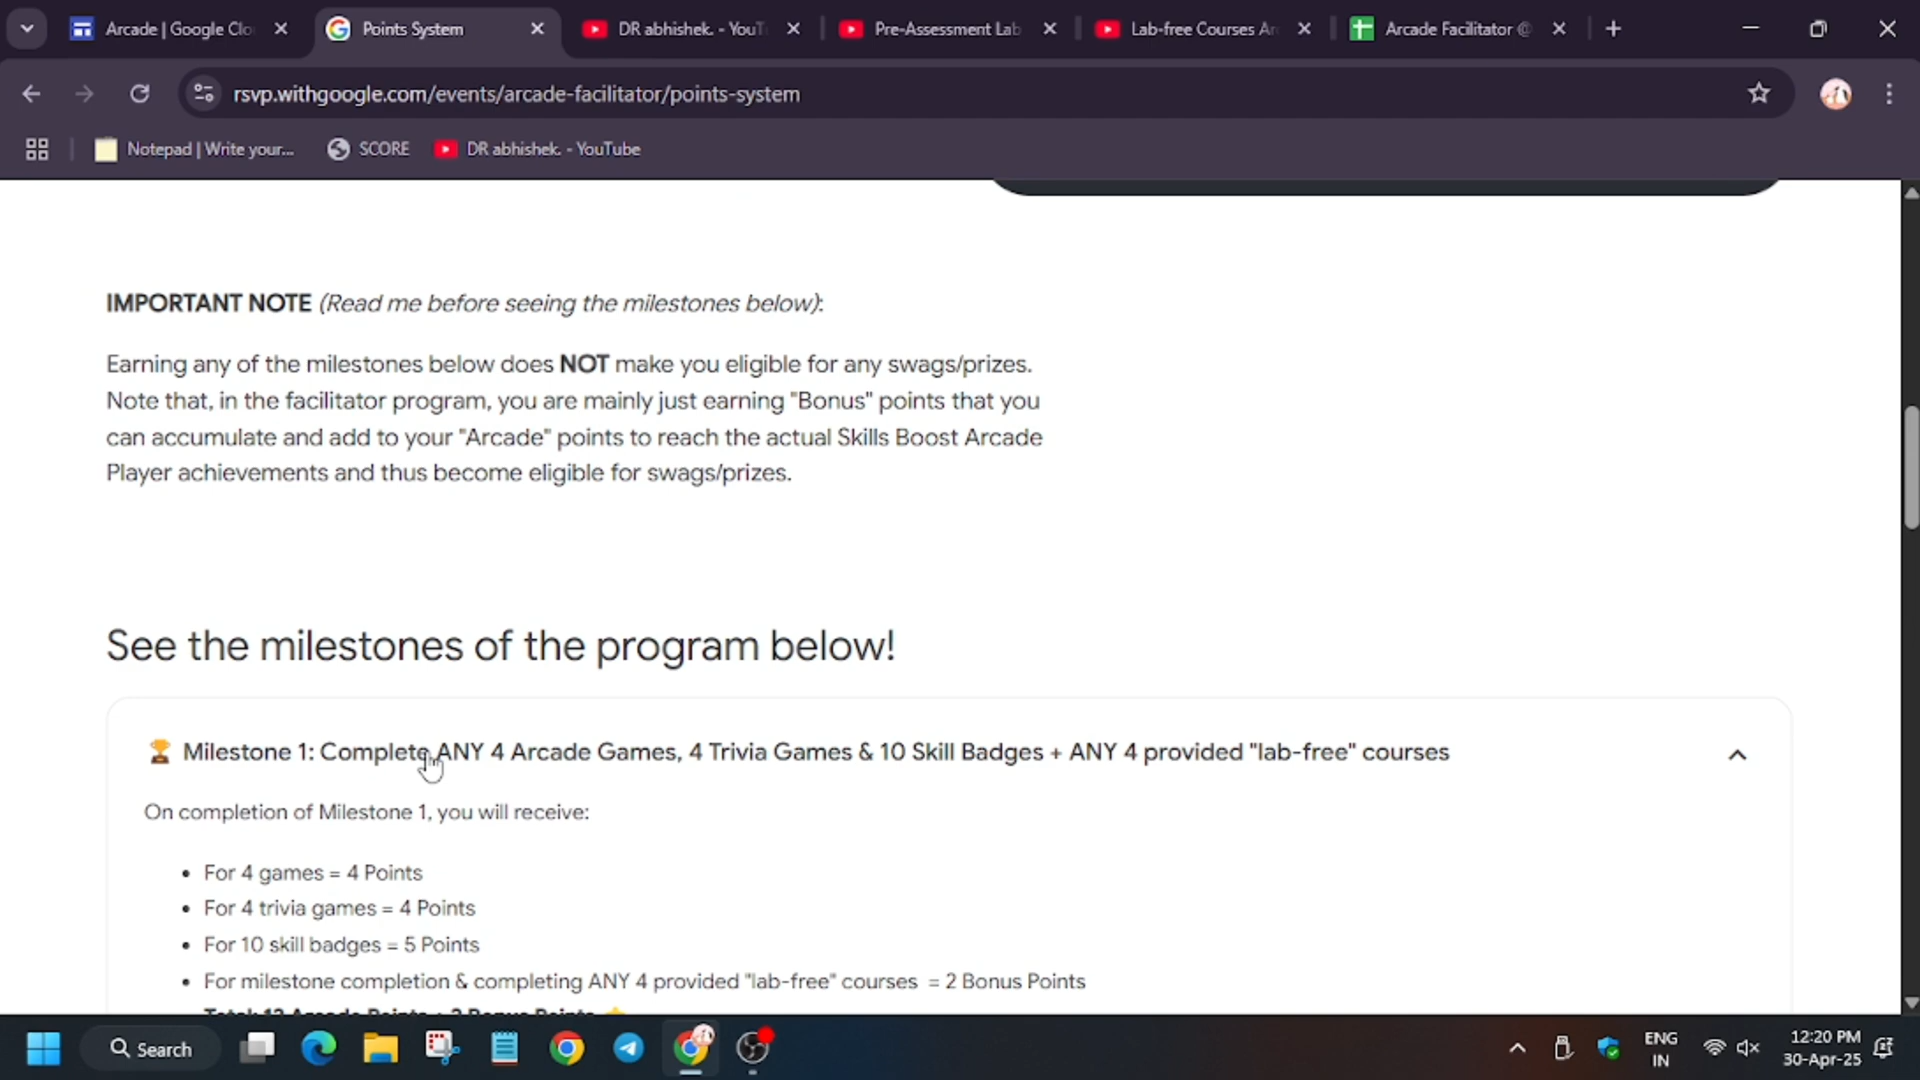 Arcade | Google Clo
Points System
DR abhishek. - YouT
Pre-Assessment Lab
Lab-free Courses Ar
Arcade Facilitator @
rsvp.withgoogle.com/events/arcade-facilitator/points-system
Notepad | Write your...
SCORE
DR abhishek. - YouTube
IMPORTANT NOTE (Read me before seeing the milestones below):
Earning any of the milestones below does NOT make you eligible for any swags/prizes.
Note that, in the facilitator program, you are mainly just earning "Bonus" points that you
can accumulate and add to your "Arcade" points to reach the actual Skills Boost Arcade
Player achievements and thus become eligible for swags/prizes.
See the milestones of the program below!
Milestone 1: Complete ANY 4 Arcade Games, 4 Trivia Games & 10 Skill Badges + ANY 4 provided "lab-free" courses
On completion of Milestone 1, you will receive:
• For 4 games = 4 Points
• For 4 trivia games = 4 Points
• For 10 skill badges = 5 Points
• For milestone completion & completing ANY 4 provided "lab-free" courses = 2 Bonus Points
Search
ENG
IN
12:20 PM
30-Apr-25